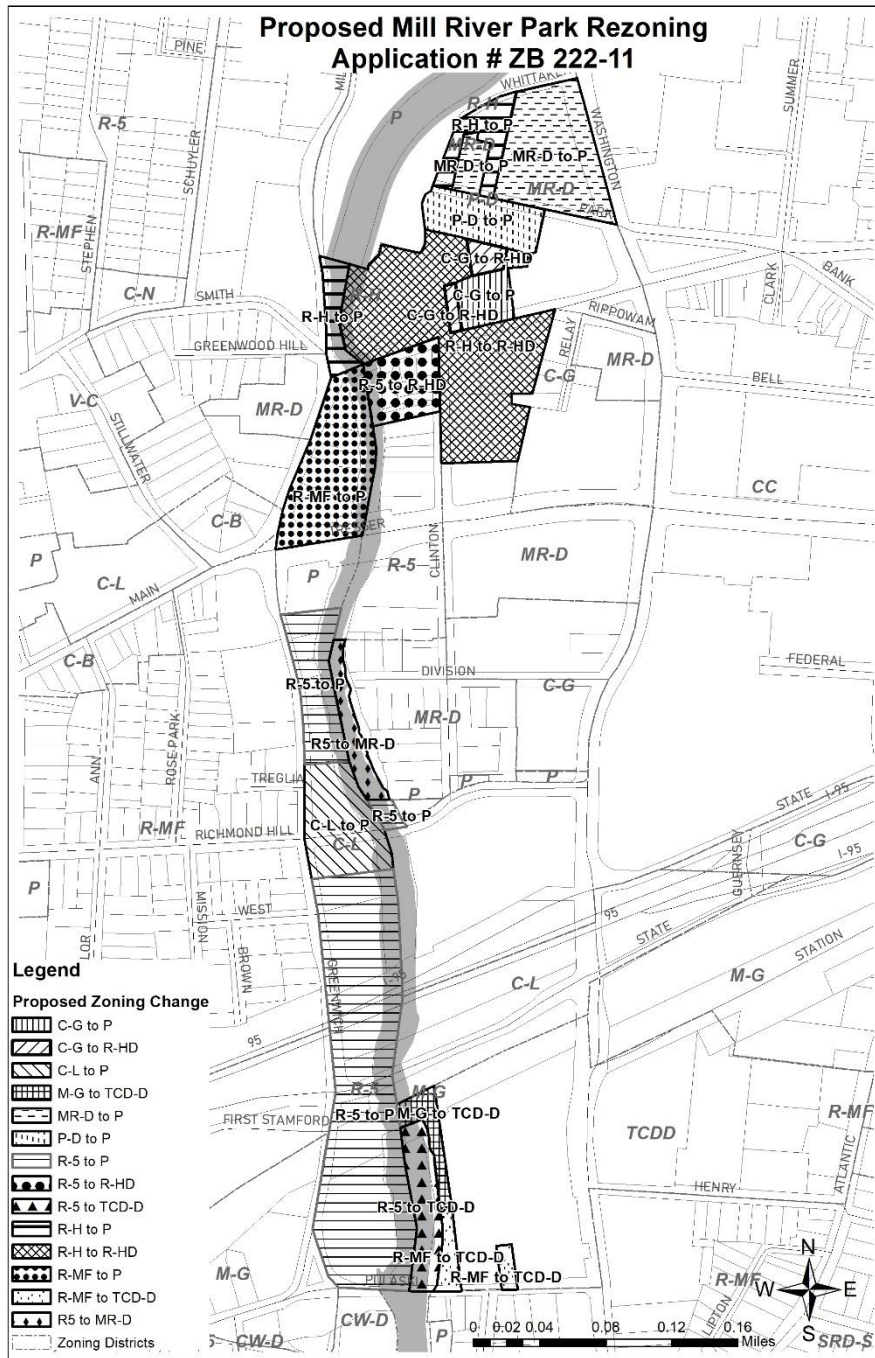 Proposed Mill River Park Rezoning
Application # ZB 222-11
PINE
R-5
SCHUYLER
STEPHEN
R-MF
C-N
SMITH
GREENWOOD HILL
V-C
STILLWATER
MR-D
C-B
P
C-L
MAIN
C-B
ANN
ROSE PARK
TREGLIA
R-MF
RICHMOND HILL
P
MISSION
WEST
BROWN
GREENWICH
P
WHITTAKER
R-H
R-H to P
MR-D
MR-D to P
MR-D to P
MR-D
WASHINGTON
SUMMER
P-D
P-D to P
PARK
C-G to R-HD
C-G to P
C-G to R-HD
R-H
R-H to P
R-H to R-HD
R-5 to R-HD
R-MF to P
TRESSER
CLARK
BANK
RIPPOWAM
RELAY
C-G
MR-D
BELL
CC
CLINTON
MR-D
R-5
P
DIVISION
FEDERAL
C-G
MR-D
R-5 to P
R5 to MR-D
P
P
P
R-5 to P
C-L to P
C-L
STATE
I-95
C-G
I-95
GUERNSEY
95
STATE
STATION
M-G
C-L
I-95
95
R-5
M-G
FIRST STAMFORD
R-5 to P
M-G to TCD-D
TCDD
R-MF
ATLANTIC
HENRY
R-5 to TCD-D
R-MF to TCD-D
R-MF to TCD-D
PULASKI
M-G
CW-D
CW-D
P
R-MF
LIPTON
SRD-S
Legend
Proposed Zoning Change
C-G to P
C-G to R-HD
C-L to P
M-G to TCD-D
MR-D to P
P-D to P
R-5 to P
R-5 to R-HD
R-5 to TCD-D
R-H to P
R-H to R-HD
R-MF to P
R-MF to TCD-D
R5 to MR-D
Zoning Districts
N
W E
S
0 0.02 0.04 0.08 0.12 0.16
Miles